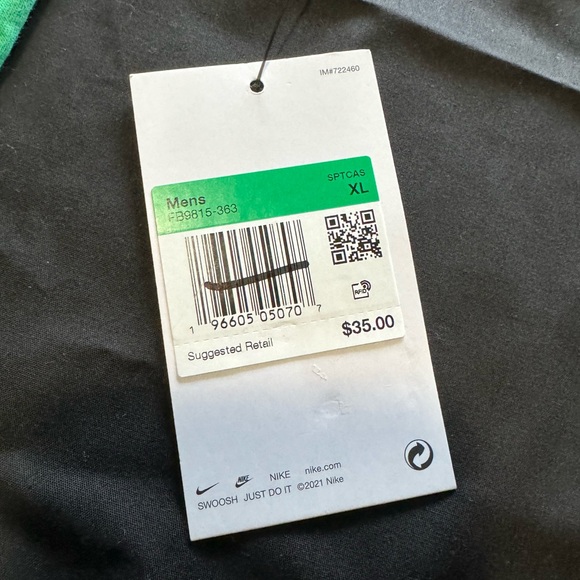 IM#722460
SPTCAS
Mens XL
FB9815-363
RFID
1 96605 05070 7
Suggested Retail $35.00
NIKE nike.com
SWOOSH JUST DO IT ©2021 Nike